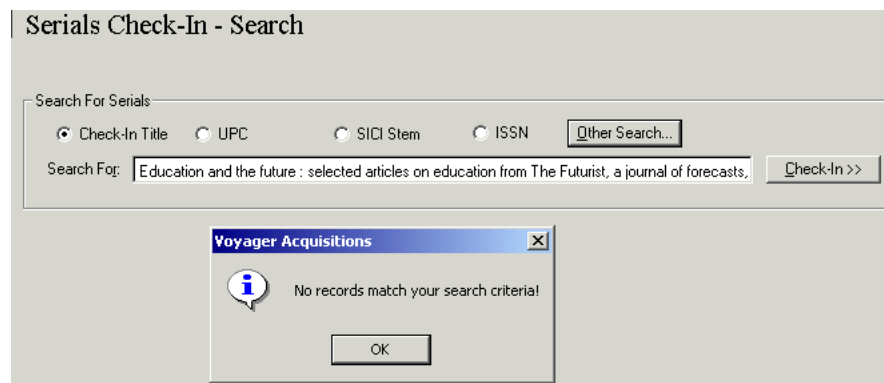 Serials Check-In - Search
Search For Serials
Check-In Title UPC SICI Stem ISSN Other Search...
Search For: Education and the future : selected articles on education from The Futurist, a journal of forecasts, Check-In >>
Voyager Acquisitions
No records match your search criteria!
OK